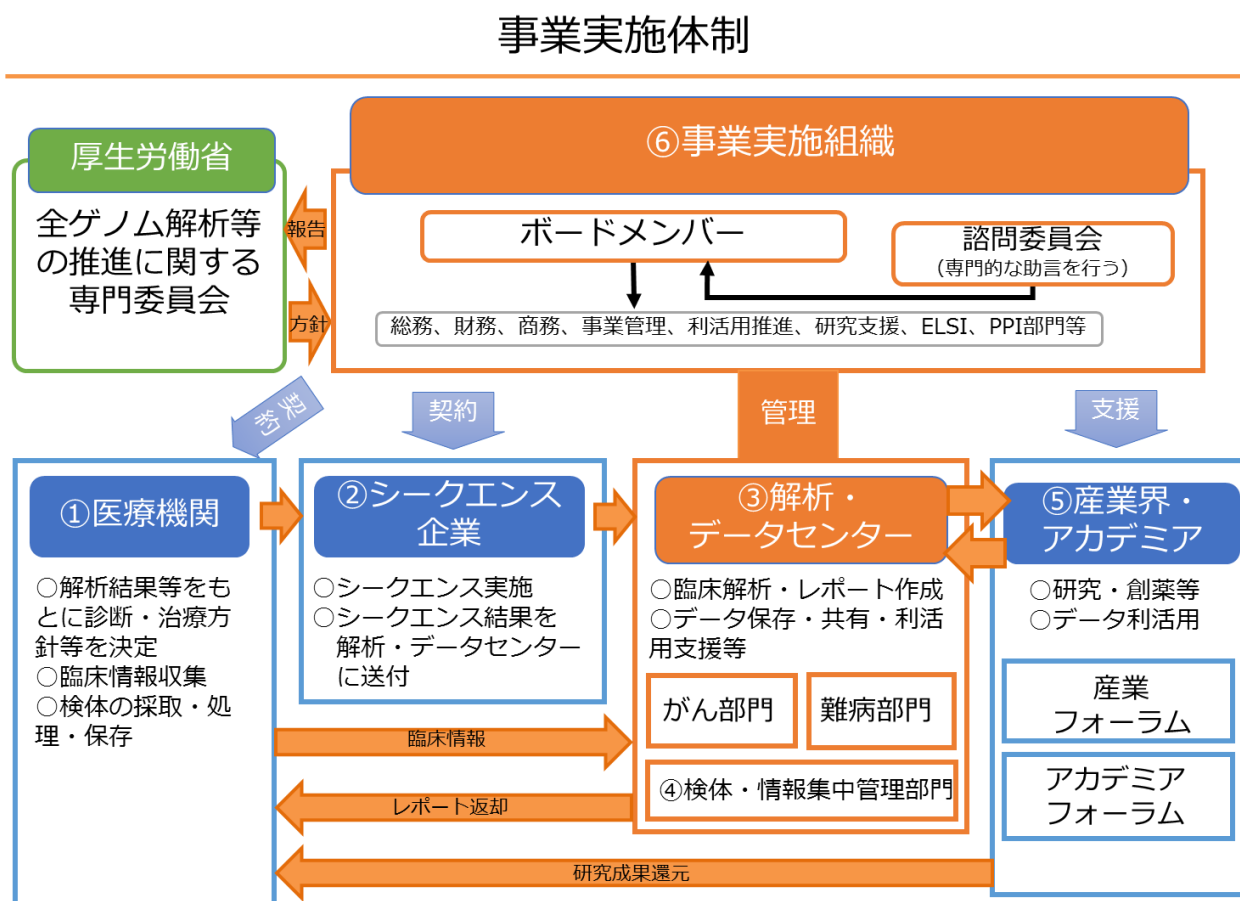 事業実施体制
厚生労働省
全ゲノム解析等
の推進に関する
専門委員会
報告
方針
⑥事業実施組織
ボードメンバー
諮問委員会
(専門的な助言を行う)
総務、財務、商務、事業管理、利活用推進、研究支援、ELSI、PPI部門等
契約
契約
管理
支援
①医療機関
○解析結果等をも
とに診断・治療方
針等を決定
○臨床情報収集
○検体の採取・処
理・保存
②シークエンス
企業
○シークエンス実施
○シークエンス結果を
解析・データセンター
に送付
③解析・
データセンター
○臨床解析・レポート作成
○データ保存・共有・利活
用支援等
がん部門
難病部門
④検体・情報集中管理部門
⑤産業界・
アカデミア
○研究・創薬等
○データ利活用
産業
フォーラム
アカデミア
フォーラム
臨床情報
レポート返却
研究成果還元